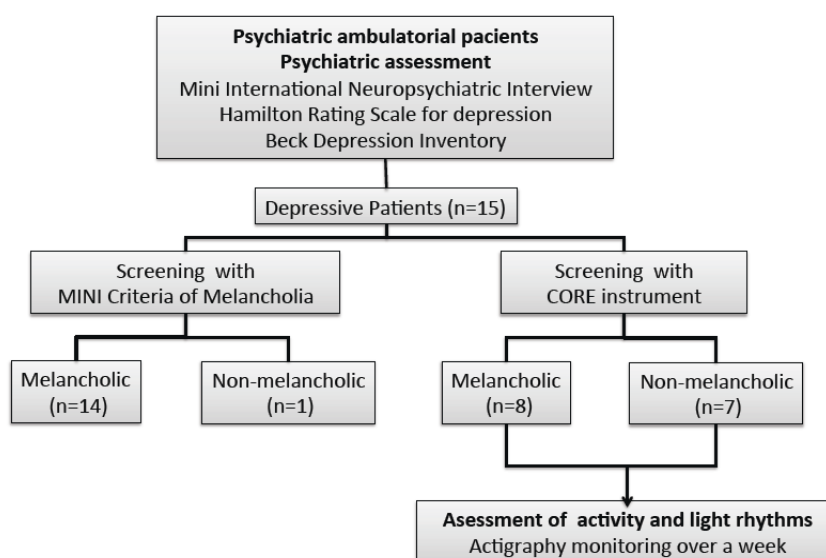 Psychiatric ambulatorial pacients
Psychiatric assessment
Mini International Neuropsychiatric Interview
Hamilton Rating Scale for depression
Beck Depression Inventory
Depressive Patients (n=15)
Screening with
MINI Criteria of Melancholia
Screening with
CORE instrument
Melancholic
(n=14)
Non-melancholic
(n=1)
Melancholic
(n=8)
Non-melancholic
(n=7)
Asessment of activity and light rhythms
Actigraphy monitoring over a week